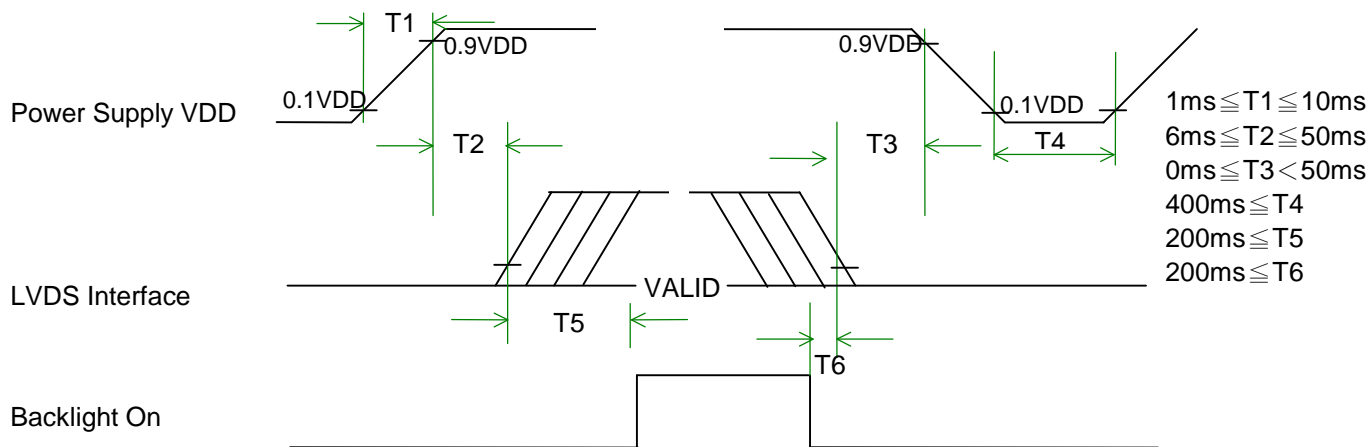 T1
0.9VDD
0.9VDD
Power Supply VDD
0.1VDD
0.1VDD
T2
T3
T4
1ms≦T1≦10ms
6ms≦T2≦50ms
0ms≦T3<50ms
400ms≦T4
200ms≦T5
200ms≦T6
LVDS Interface
VALID
T5
T6
Backlight On